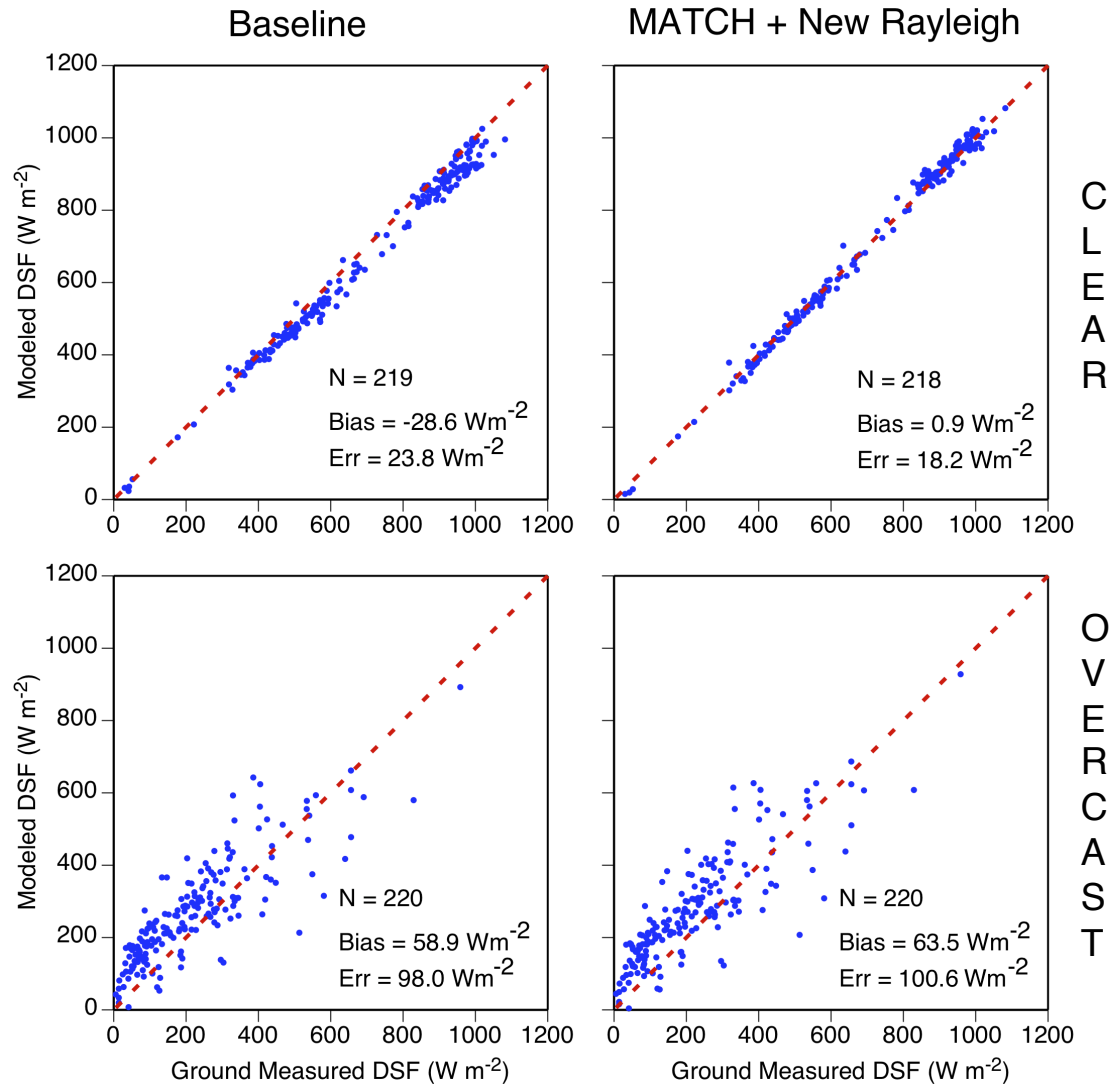 Baseline
MATCH + New Rayleigh
1200
1000
800
600
400
200
0
Modeled DSF (W m-2)
N = 219
Bias = -28.6 Wm-2
Err = 23.8 Wm-2
0 200 400 600 800 1000 1200
N = 218
Bias = 0.9 Wm-2
Err = 18.2 Wm-2
0 200 400 600 800 1000 1200
C
L
E
A
R
1200
1000
800
600
400
200
0
Modeled DSF (W m-2)
N = 220
Bias = 58.9 Wm-2
Err = 98.0 Wm-2
0 200 400 600 800 1000 1200
Ground Measured DSF (W m-2)
N = 220
Bias = 63.5 Wm-2
Err = 100.6 Wm-2
0 200 400 600 800 1000 1200
Ground Measured DSF (W m-2)
O
V
E
R
C
A
S
T